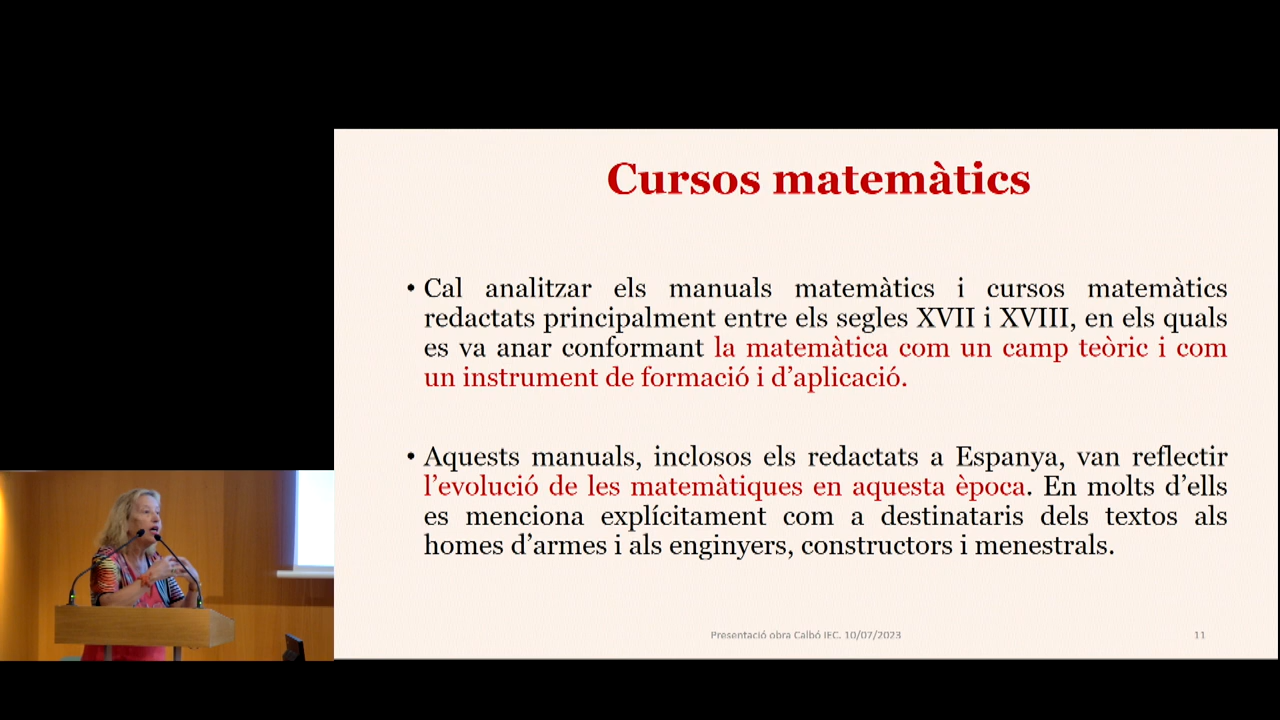 Cursos matemàtics
• Cal analitzar els manuals matemàtics i cursos matemàtics
redactats principalment entre els segles XVII i XVIII, en els quals
es va anar conformant la matemàtica com un camp teòric i com
un instrument de formació i d’aplicació.
• Aquests manuals, inclosos els redactats a Espanya, van reflectir
l’evolució de les matemàtiques en aquesta època. En molts d’ells
es menciona explícitament com a destinataris dels textos als
homes d’armes i als enginyers, constructors i menestrals.
Presentació obra Calbó IEC. 10/07/2023
11